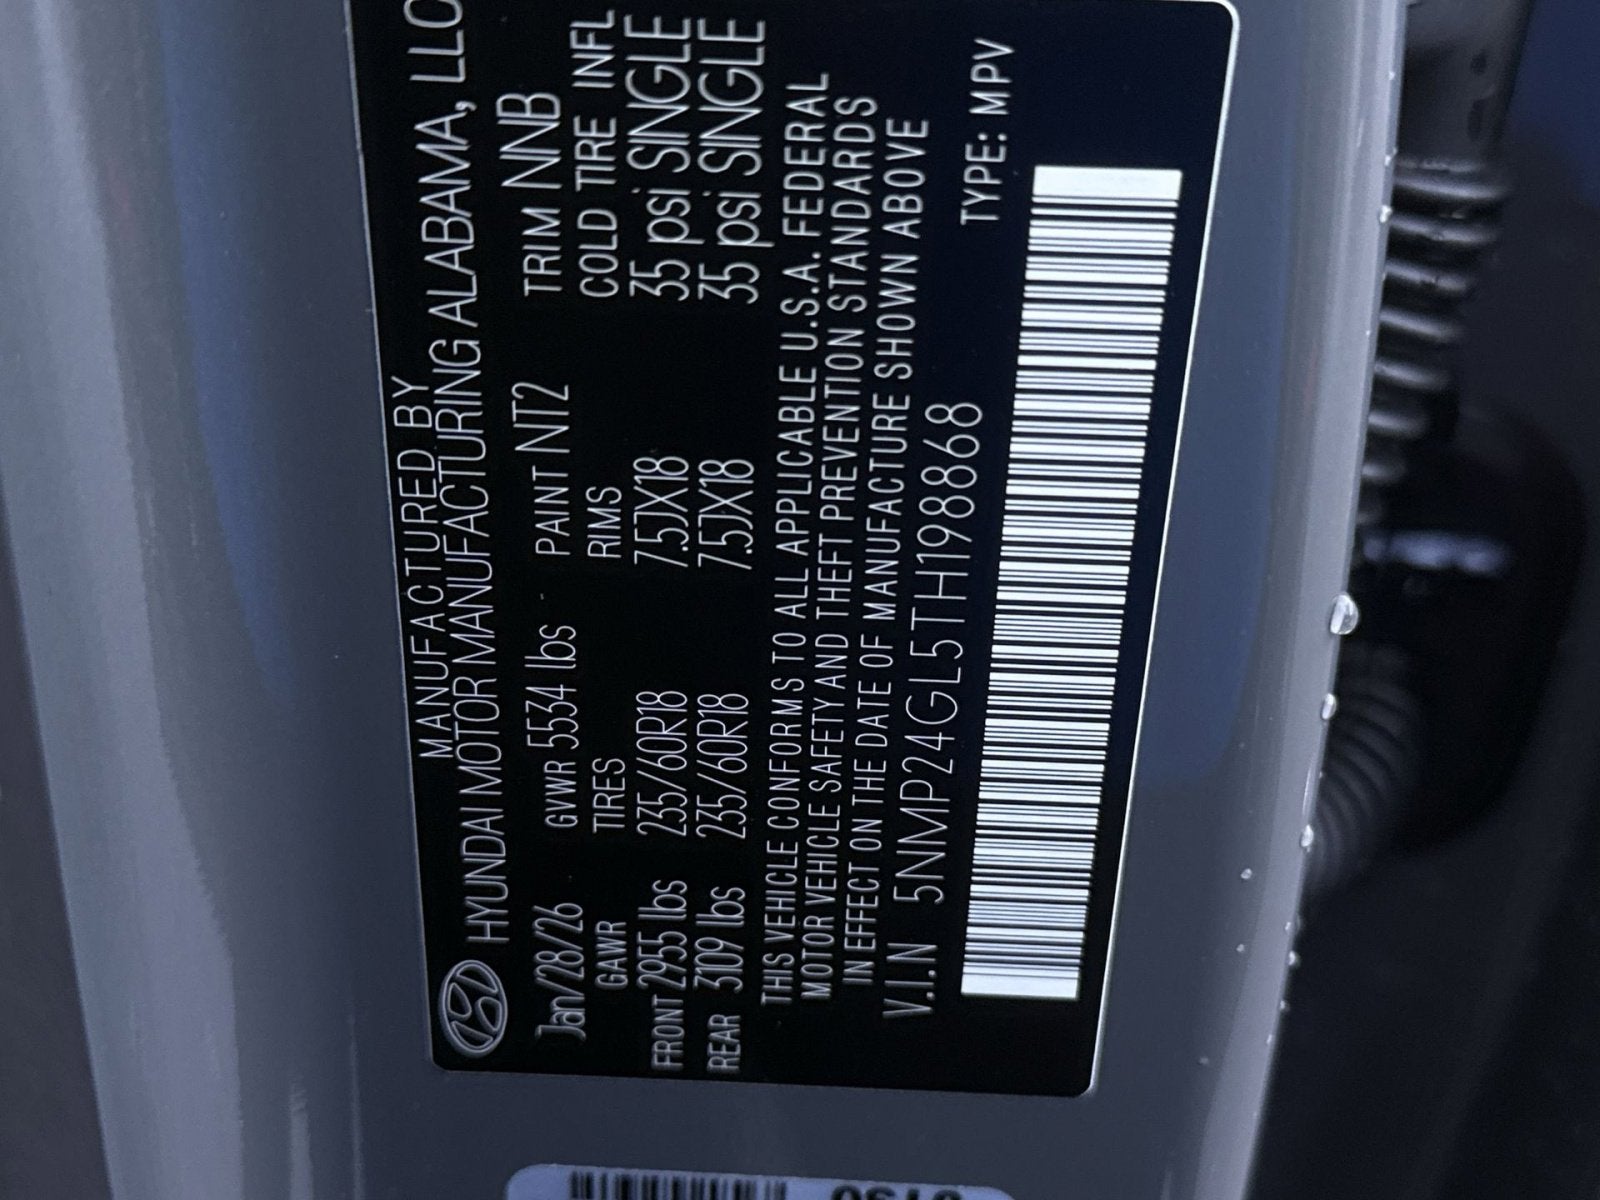 MANUFACTURED BY
HYUNDAI MOTOR MANUFACTURING ALABAMA, LLC
Jan/28/26 GVWR 5534 lbs PAINT NT2 TRIM NNB
GAWR TIRES RIMS COLD TIRE INFL
FRONT 2955 lbs 235/60R18 7.5JX18 35 psi SINGLE
REAR 3109 lbs 235/60R18 7.5JX18 35 psi SINGLE
THIS VEHICLE CONFORMS TO ALL APPLICABLE U.S.A. FEDERAL
MOTOR VEHICLE SAFETY AND THEFT PREVENTION STANDARDS
IN EFFECT ON THE DATE OF MANUFACTURE SHOWN ABOVE
V.I.N 5NMP24GL5TH198868
TYPE: MPV